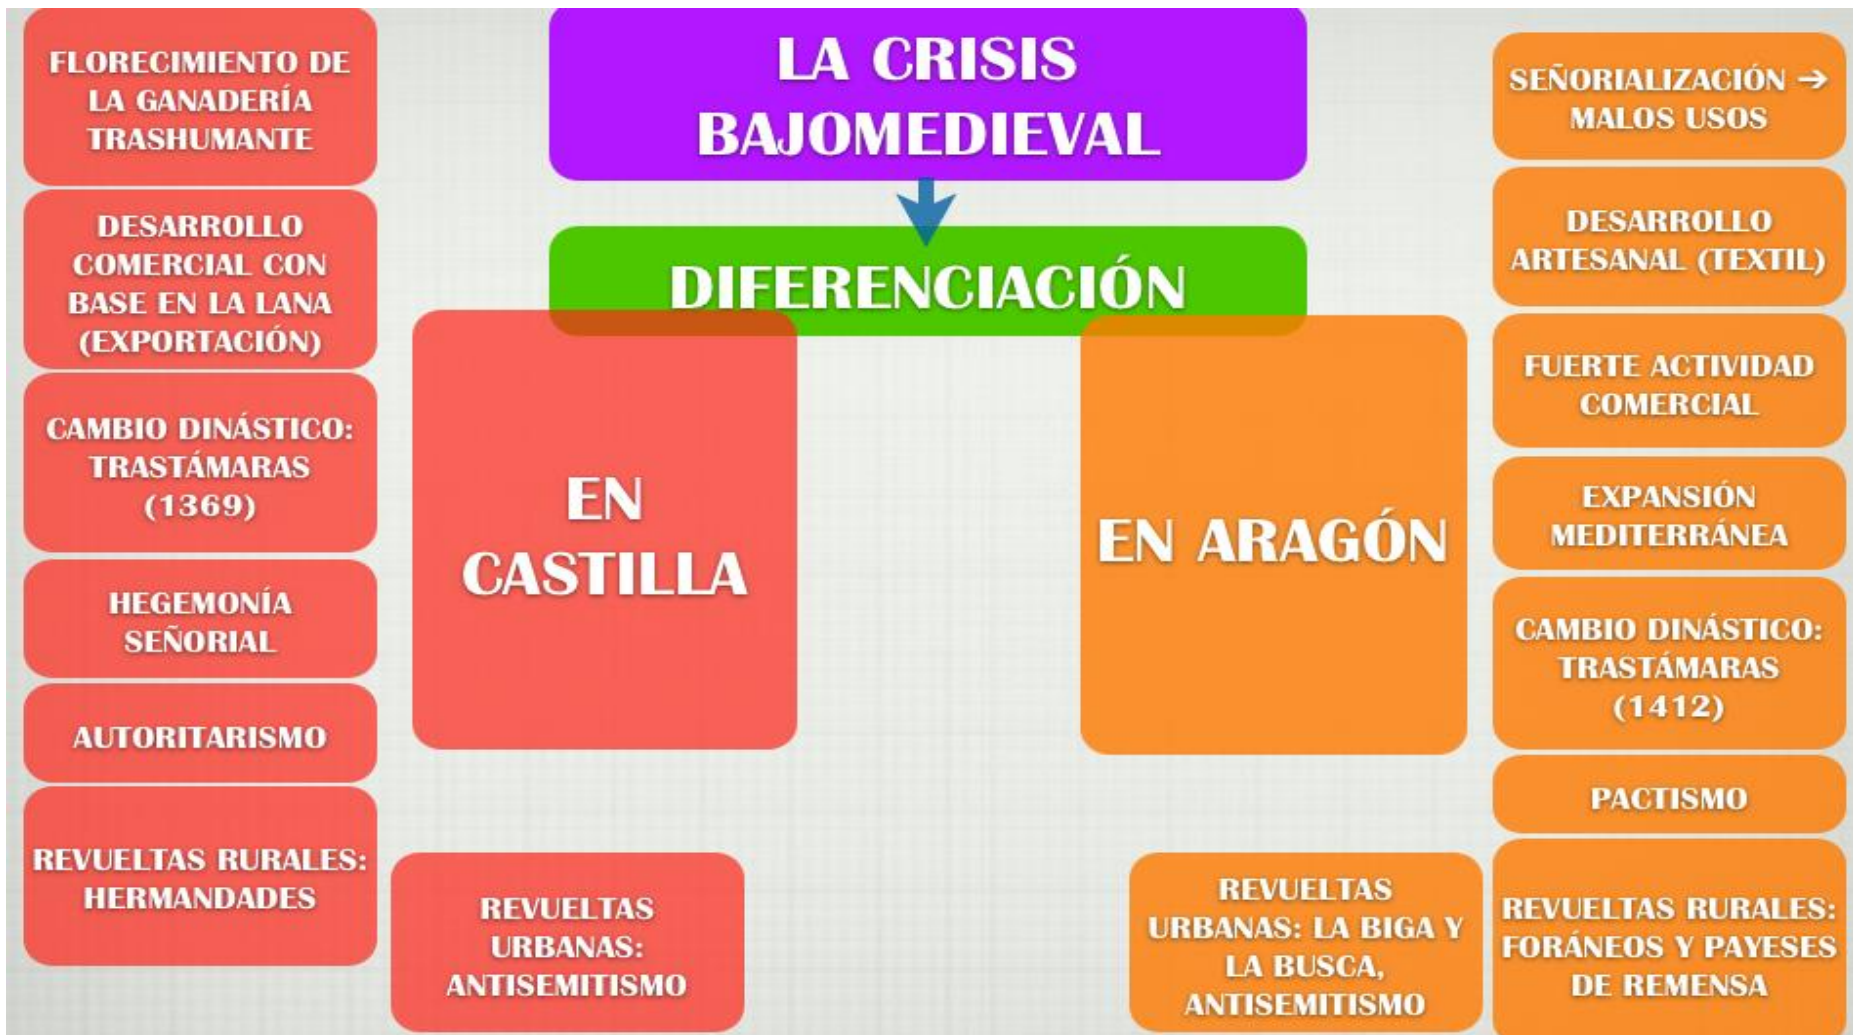 LA CRISIS
BAJOMEDIEVAL
DIFERENCIACIÓN
EN
CASTILLA
FLORECIMIENTO DE
LA GANADERÍA
TRASHUMANTE
DESARROLLO
COMERCIAL CON
BASE EN LA LANA
(EXPORTACIÓN)
CAMBIO DINÁSTICO:
TRASTÁMARAS
(1369)
HEGEMONÍA
SEÑORIAL
AUTORITARISMO
REVUELTAS RURALES:
HERMANDADES
REVUELTAS
URBANAS:
ANTISEMITISMO
EN ARAGÓN
SEÑORIALIZACIÓN ➔
MALOS USOS
DESARROLLO
ARTESANAL (TEXTIL)
FUERTE ACTIVIDAD
COMERCIAL
EXPANSIÓN
MEDITERRÁNEA
CAMBIO DINÁSTICO:
TRASTÁMARAS
(1412)
PACTISMO
REVUELTAS RURALES:
FORÁNEOS Y PAYESES
DE REMENSA
REVUELTAS
URBANAS: LA BIGA Y
LA BUSCA,
ANTISEMITISMO